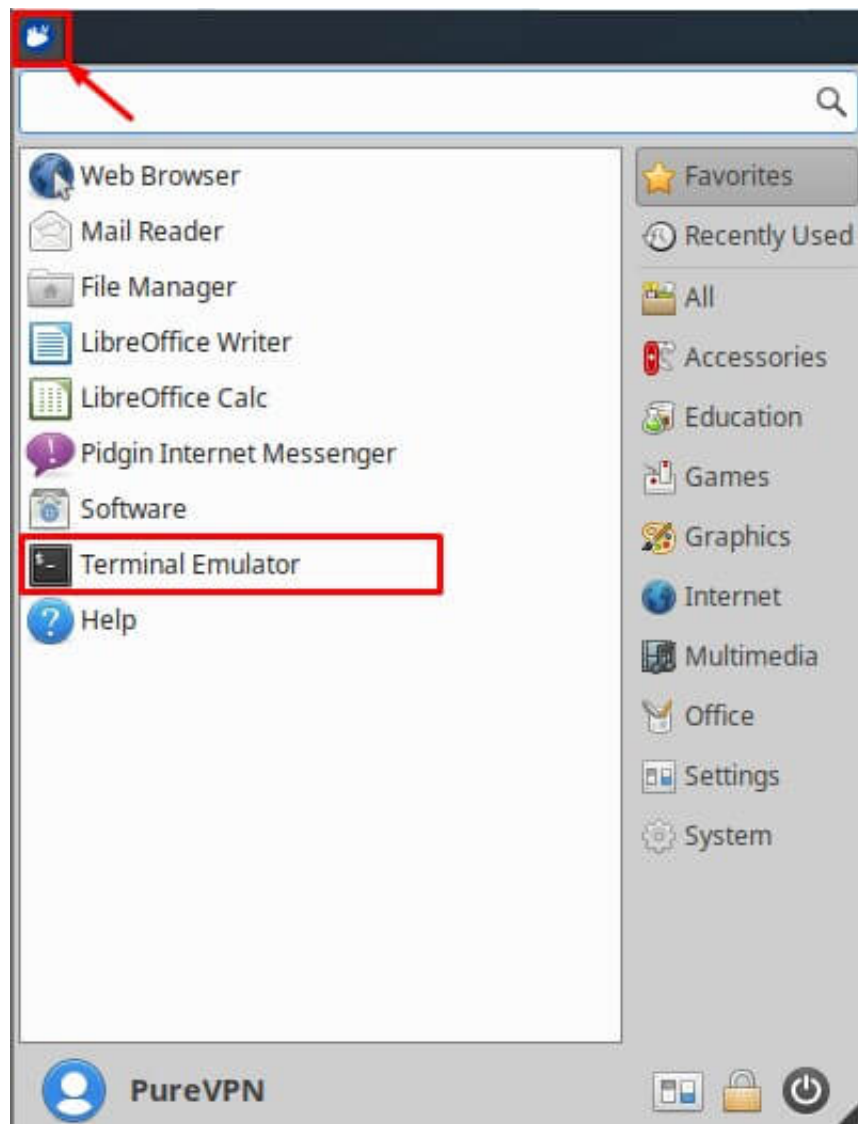 Web Browser
Mail Reader
File Manager
LibreOffice Writer
LibreOffice Calc
Pidgin Internet Messenger
Software
Terminal Emulator
Help
Favorites
Recently Used
All
Accessories
Education
Games
Graphics
Internet
Multimedia
Office
Settings
System
PureVPN